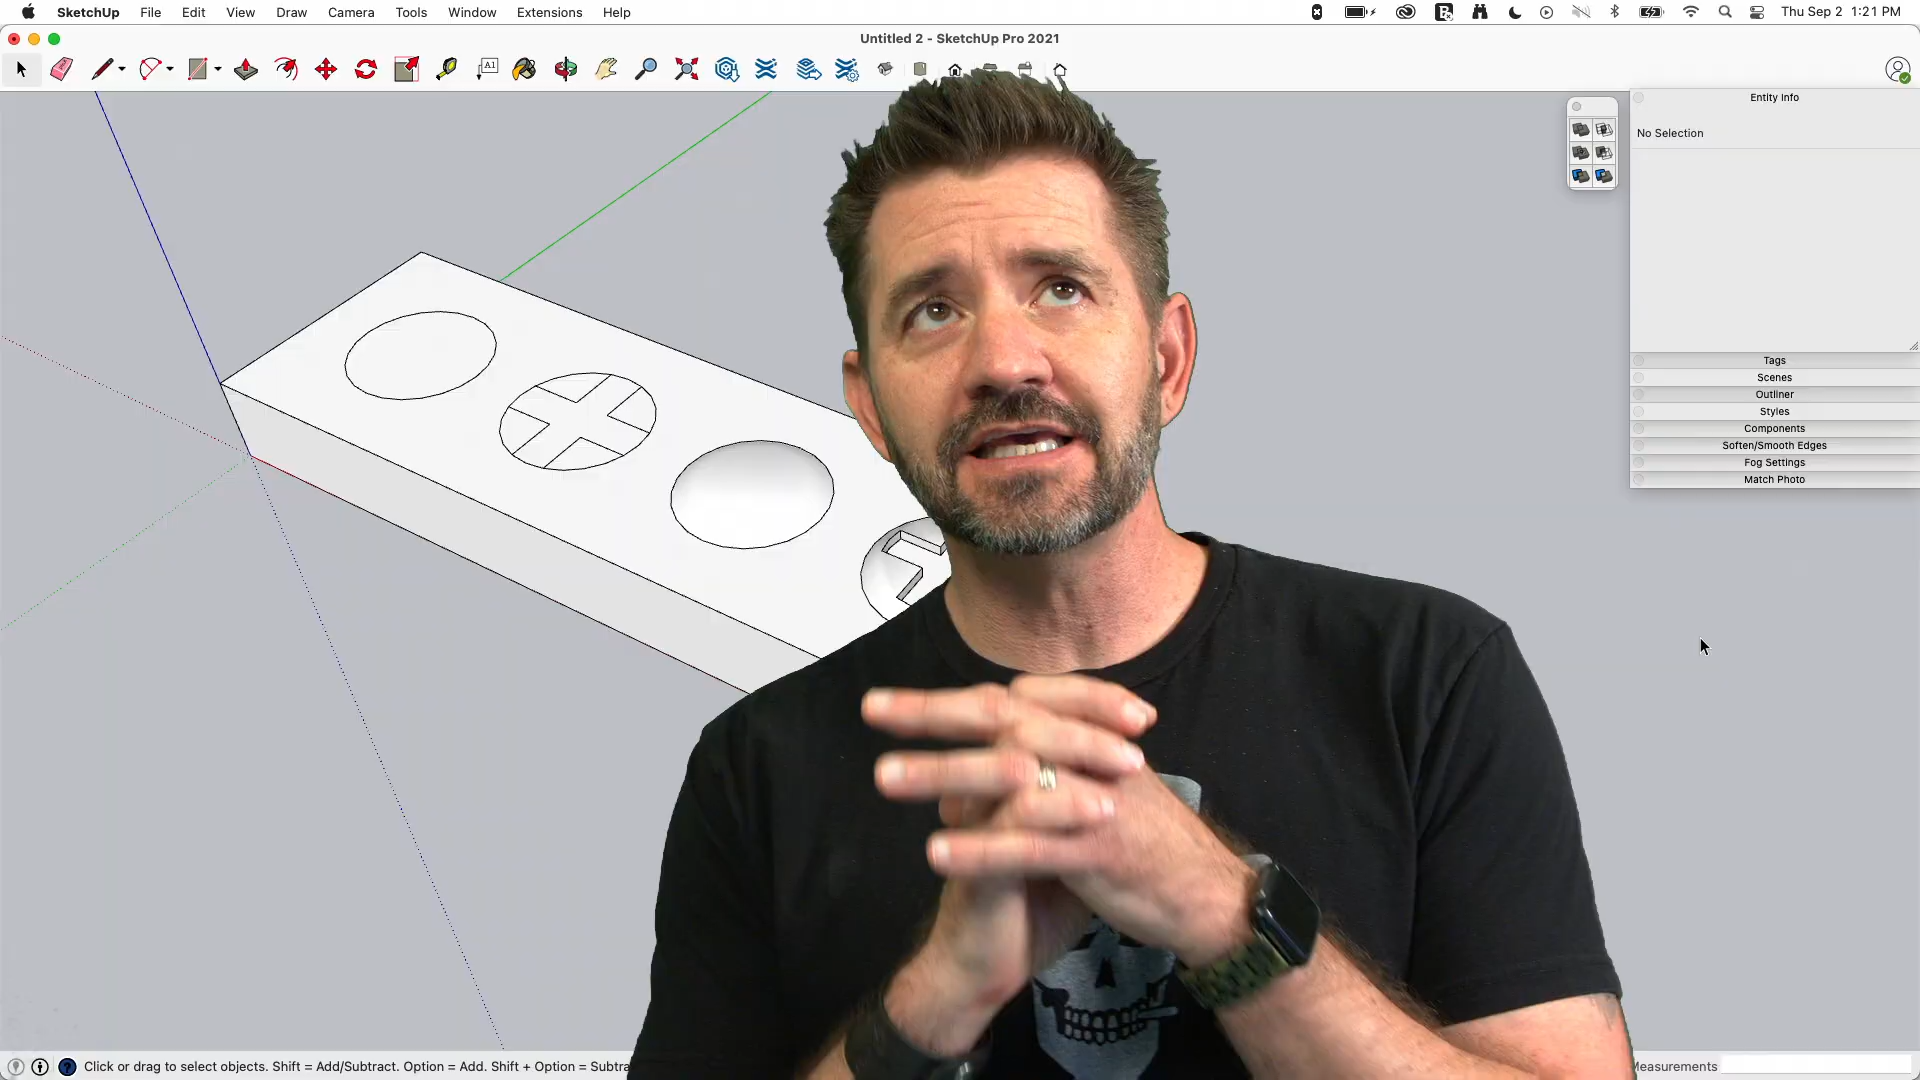 SketchUp File Edit View Draw Camera Tools Window Extensions Help Thu Sep 2 1:21 PM
Untitled 2 - SketchUp Pro 2021
A1
Entity Info
No Selection
Tags
Scenes
Outliner
Styles
Components
Soften/Smooth Edges
Fog Settings
Match Photo
Click or drag to select objects. Shift = Add/Subtract. Option = Add. Shift + Option = Subtra
Measurements